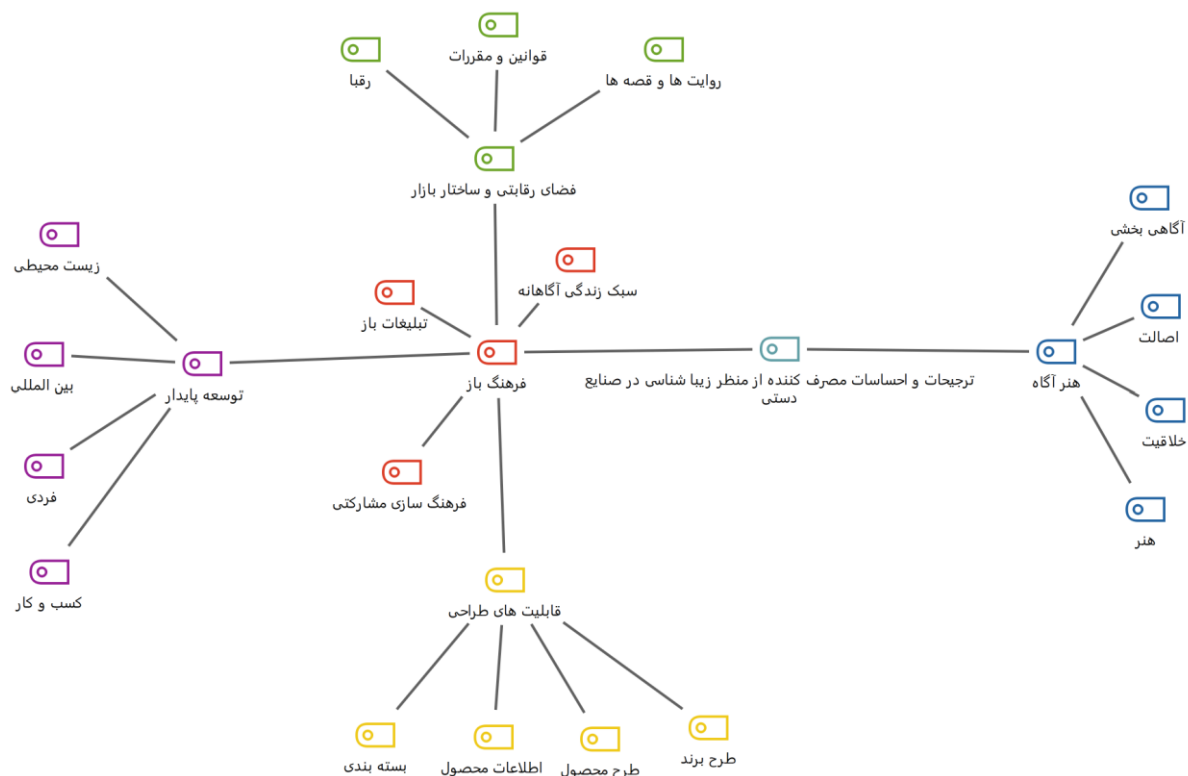 قوانین و مقررات
روایت ها و قصه ها
رقبا
فضای رقابتی و ساختار بازار
آگاهی بخشی
زیست محیطی
سبک زندگی آگاهانه
تبلیغات باز
اصالت
بین المللی
توسعه پایدار
فرهنگ باز
ترجیحات و احساسات مصرف کننده از منظر زیبا شناسی در صنایع
دستی
هنر آگاه
خلاقیت
فردی
فرهنگ سازی مشارکتی
هنر
کسب و کار
قابلیت های طراحی
طرح برند
طرح محصول
اطلاعات محصول
بسته بندی